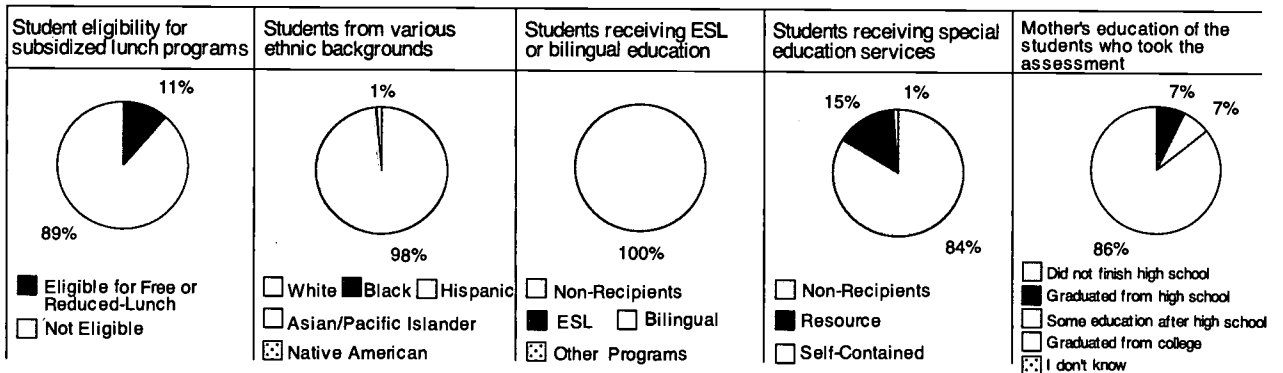 Student eligibility for
subsidized lunch programs
11%
89%
Eligible for Free or
Reduced-Lunch
Not Eligible
Students from various
ethnic backgrounds
1%
98%
White Black Hispanic
Asian/Pacific Islander
Native American
Students receiving ESL
or bilingual education
100%
Non-Recipients
ESL Bilingual
Other Programs
Students receiving special
education services
15% 1%
84%
Non-Recipients
Resource
Self-Contained
Mother's education of the
students who took the
assessment
7%
7%
86%
Did not finish high school
Graduated from high school
Some education after high school
Graduated from college
I don't know